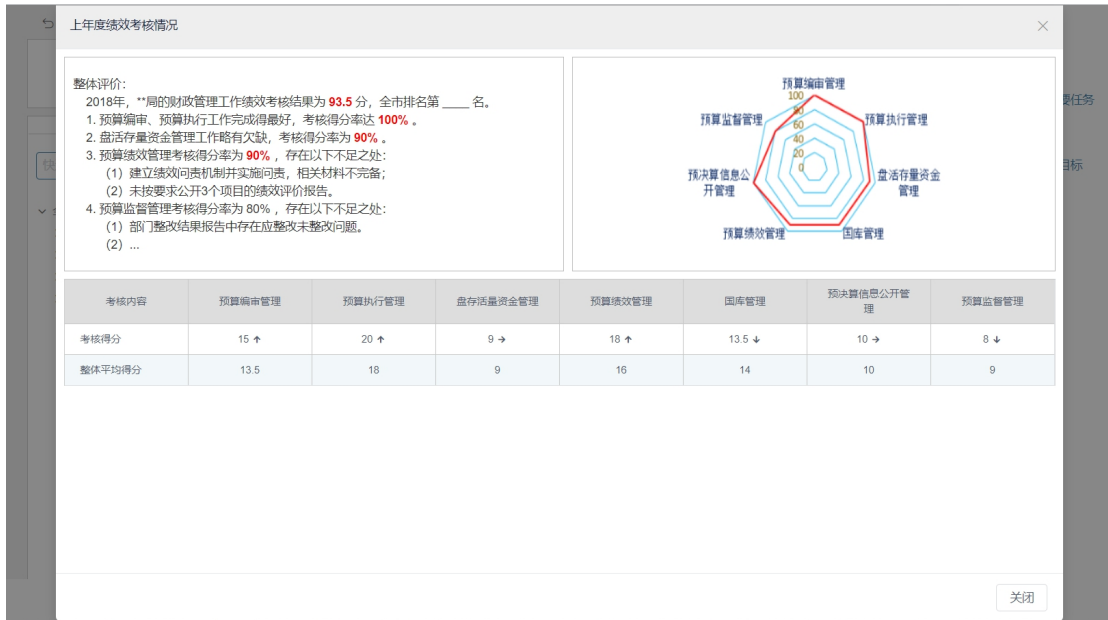 上年度绩效考核情况
整体评价：
2018年，**局的财政管理工作绩效考核结果为 93.5 分，全市排名第 ____ 名。
1. 预算编审、预算执行工作完成得最好，考核得分率达 100% 。
2. 盘活存量资金管理工作略有欠缺，考核得分率为 90% 。
3. 预算绩效管理考核得分率为 90% ，存在以下不足之处：
（1）建立绩效问责机制并实施问责，相关材料不完备；
（2）未按要求公开3个项目的绩效评价报告。
4. 预算监督管理考核得分率为 80% ，存在以下不足之处：
（1）部门整改结果报告中存在应整改未整改问题。
（2）...
预算编审管理
100
80
60
40
20
0
预算监督管理
预算执行管理
预决算信息公
开管理
盘活存量资金
管理
预算绩效管理
国库管理
考核内容 预算编审管理 预算执行管理 盘存活量资金管理 预算绩效管理 国库管理 预决算信息公开管
理 预算监督管理
考核得分 15 ↑ 20 ↑ 9 → 18 ↑ 13.5 ↓ 10 → 8 ↓
整体平均得分 13.5 18 9 16 14 10 9
要任务
目标
快
关闭